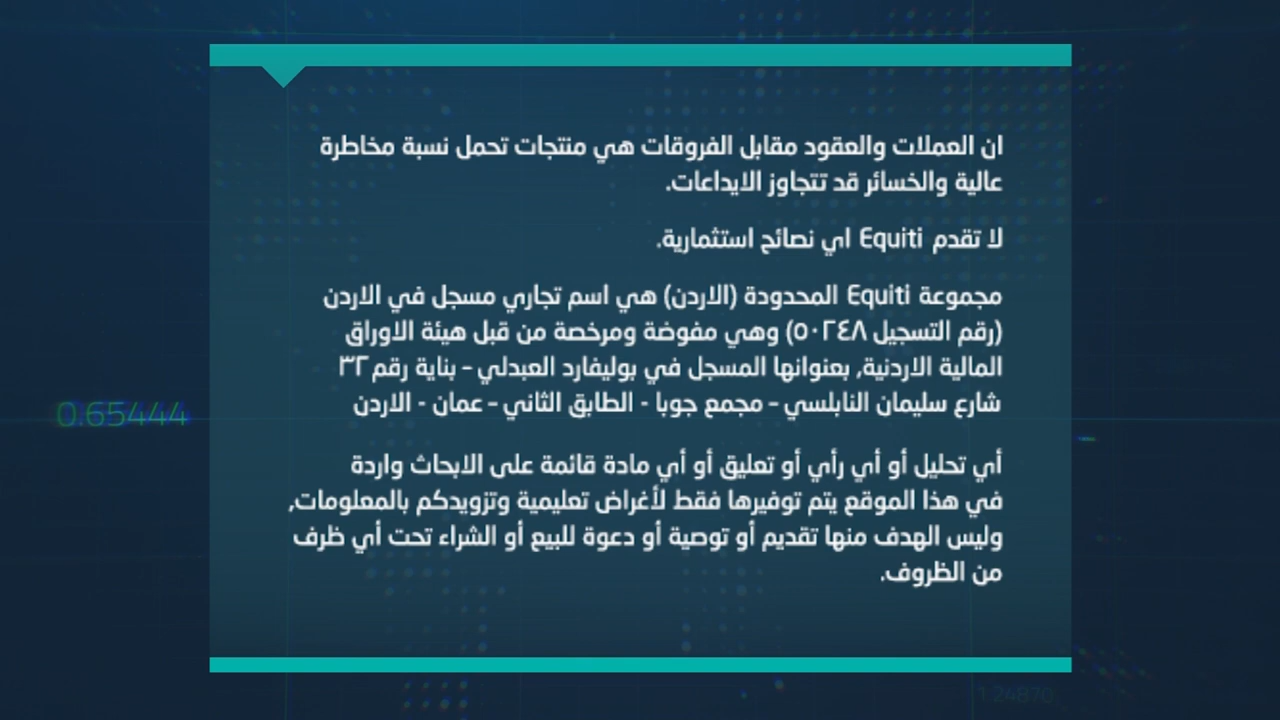 ان العملات والعقود مقابل الفروقات هي منتجات تحمل نسبة مخاطرة
عالية والخسائر قد تتجاوز الايداعات.
لا تقدم Equiti اي نصائح استثمارية.
مجموعة Equiti المحدودة (الاردن) هي اسم تجاري مسجل في الاردن
(رقم التسجيل ٥٠٢٤٨) وهي مفوضة ومرخصة من قبل هيئة الاوراق
المالية الاردنية, بعنوانها المسجل في بوليفارد العبدلي – بناية رقم ٣٢
شارع سليمان النابلسي – مجمع جوبا - الطابق الثاني – عمان - الاردن
أي تحليل أو أي رأي أو تعليق أو أي مادة قائمة على الابحاث واردة
في هذا الموقع يتم توفيرها فقط لأغراض تعليمية وتزويدكم بالمعلومات,
وليس الهدف منها تقديم أو توصية أو دعوة للبيع أو الشراء تحت أي ظرف
من الظروف.
0.65444
1.24870